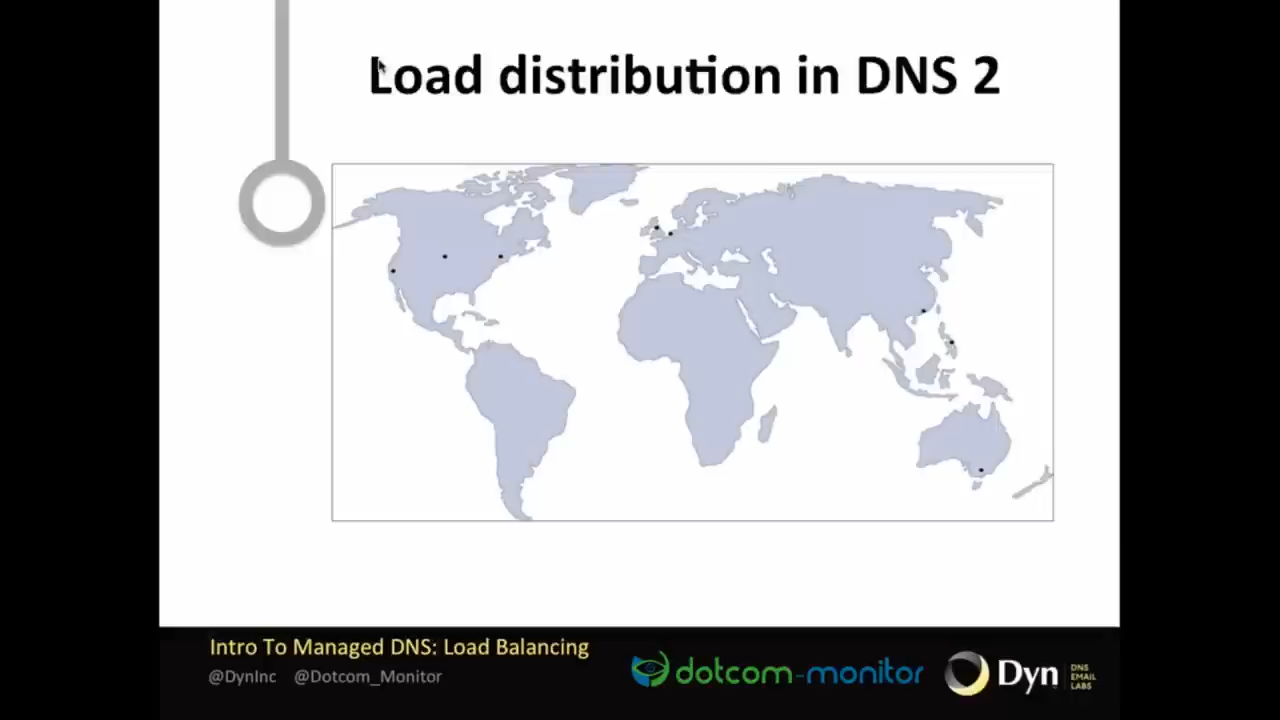 Load distribution in DNS 2
Intro To Managed DNS: Load Balancing
@DynInc @Dotcom_Monitor
dotcom-monitor
Dyn
DNS
EMAIL
LABS